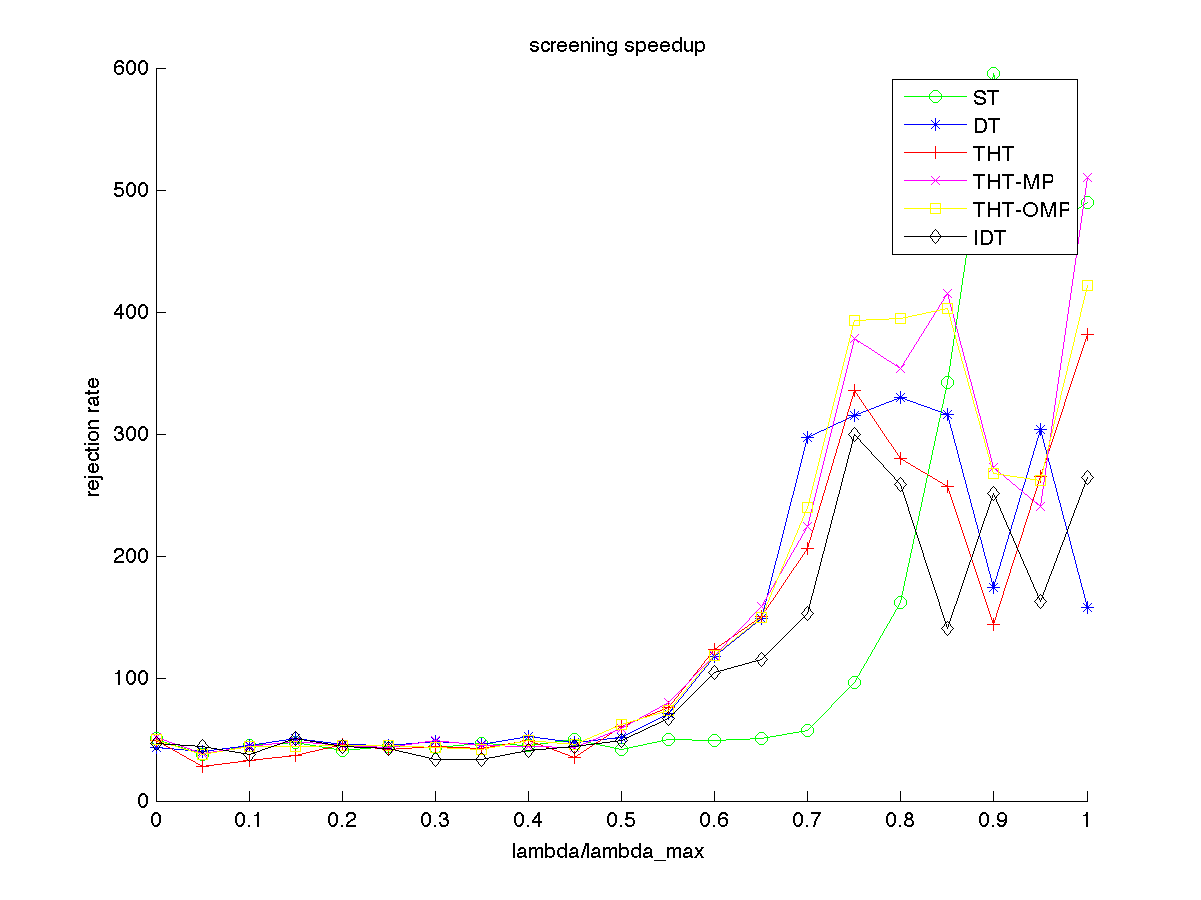 screening speedup
600
500
400
300
200
100
0
rejection rate
ST
DT
THT
THT-MP
THT-OMP
IDT
0 0.1 0.2 0.3 0.4 0.5 0.6 0.7 0.8 0.9 1
lambda/lambda_max